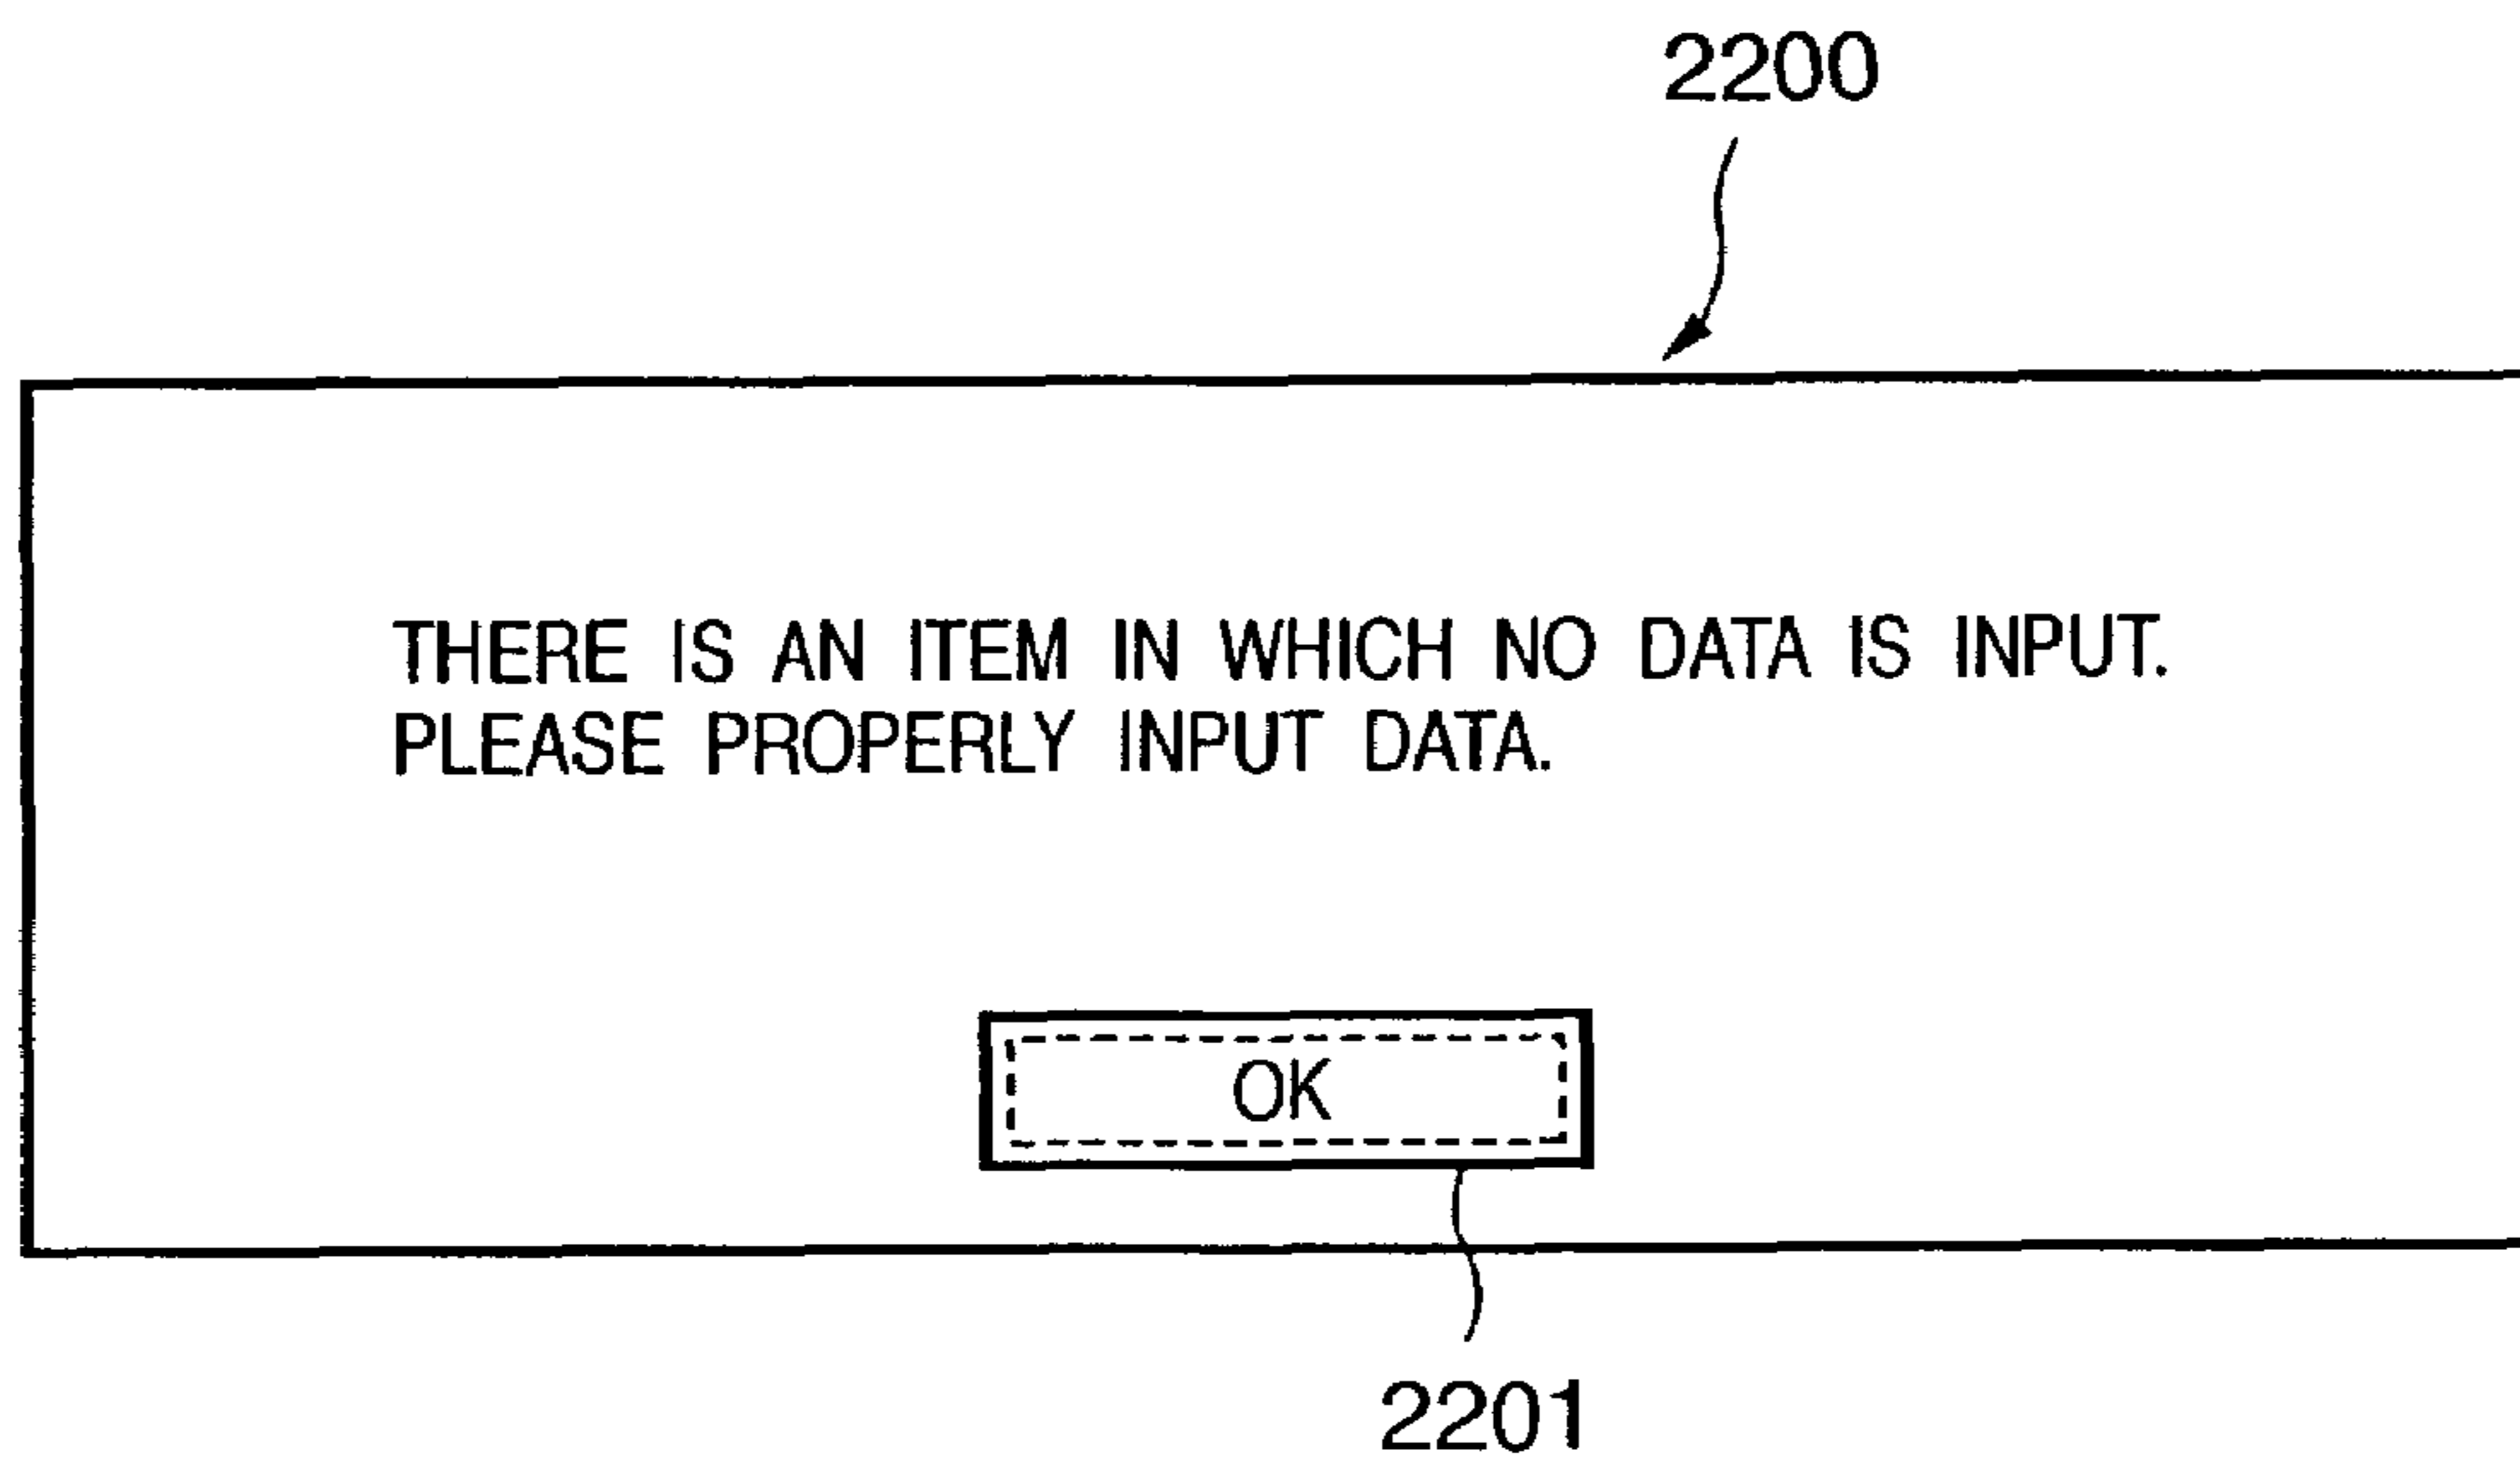 2200
THERE IS AN ITEM IN WHICH NO DATA IS INPUT.
PLEASE PROPERLY INPUT DATA.
OK
2201